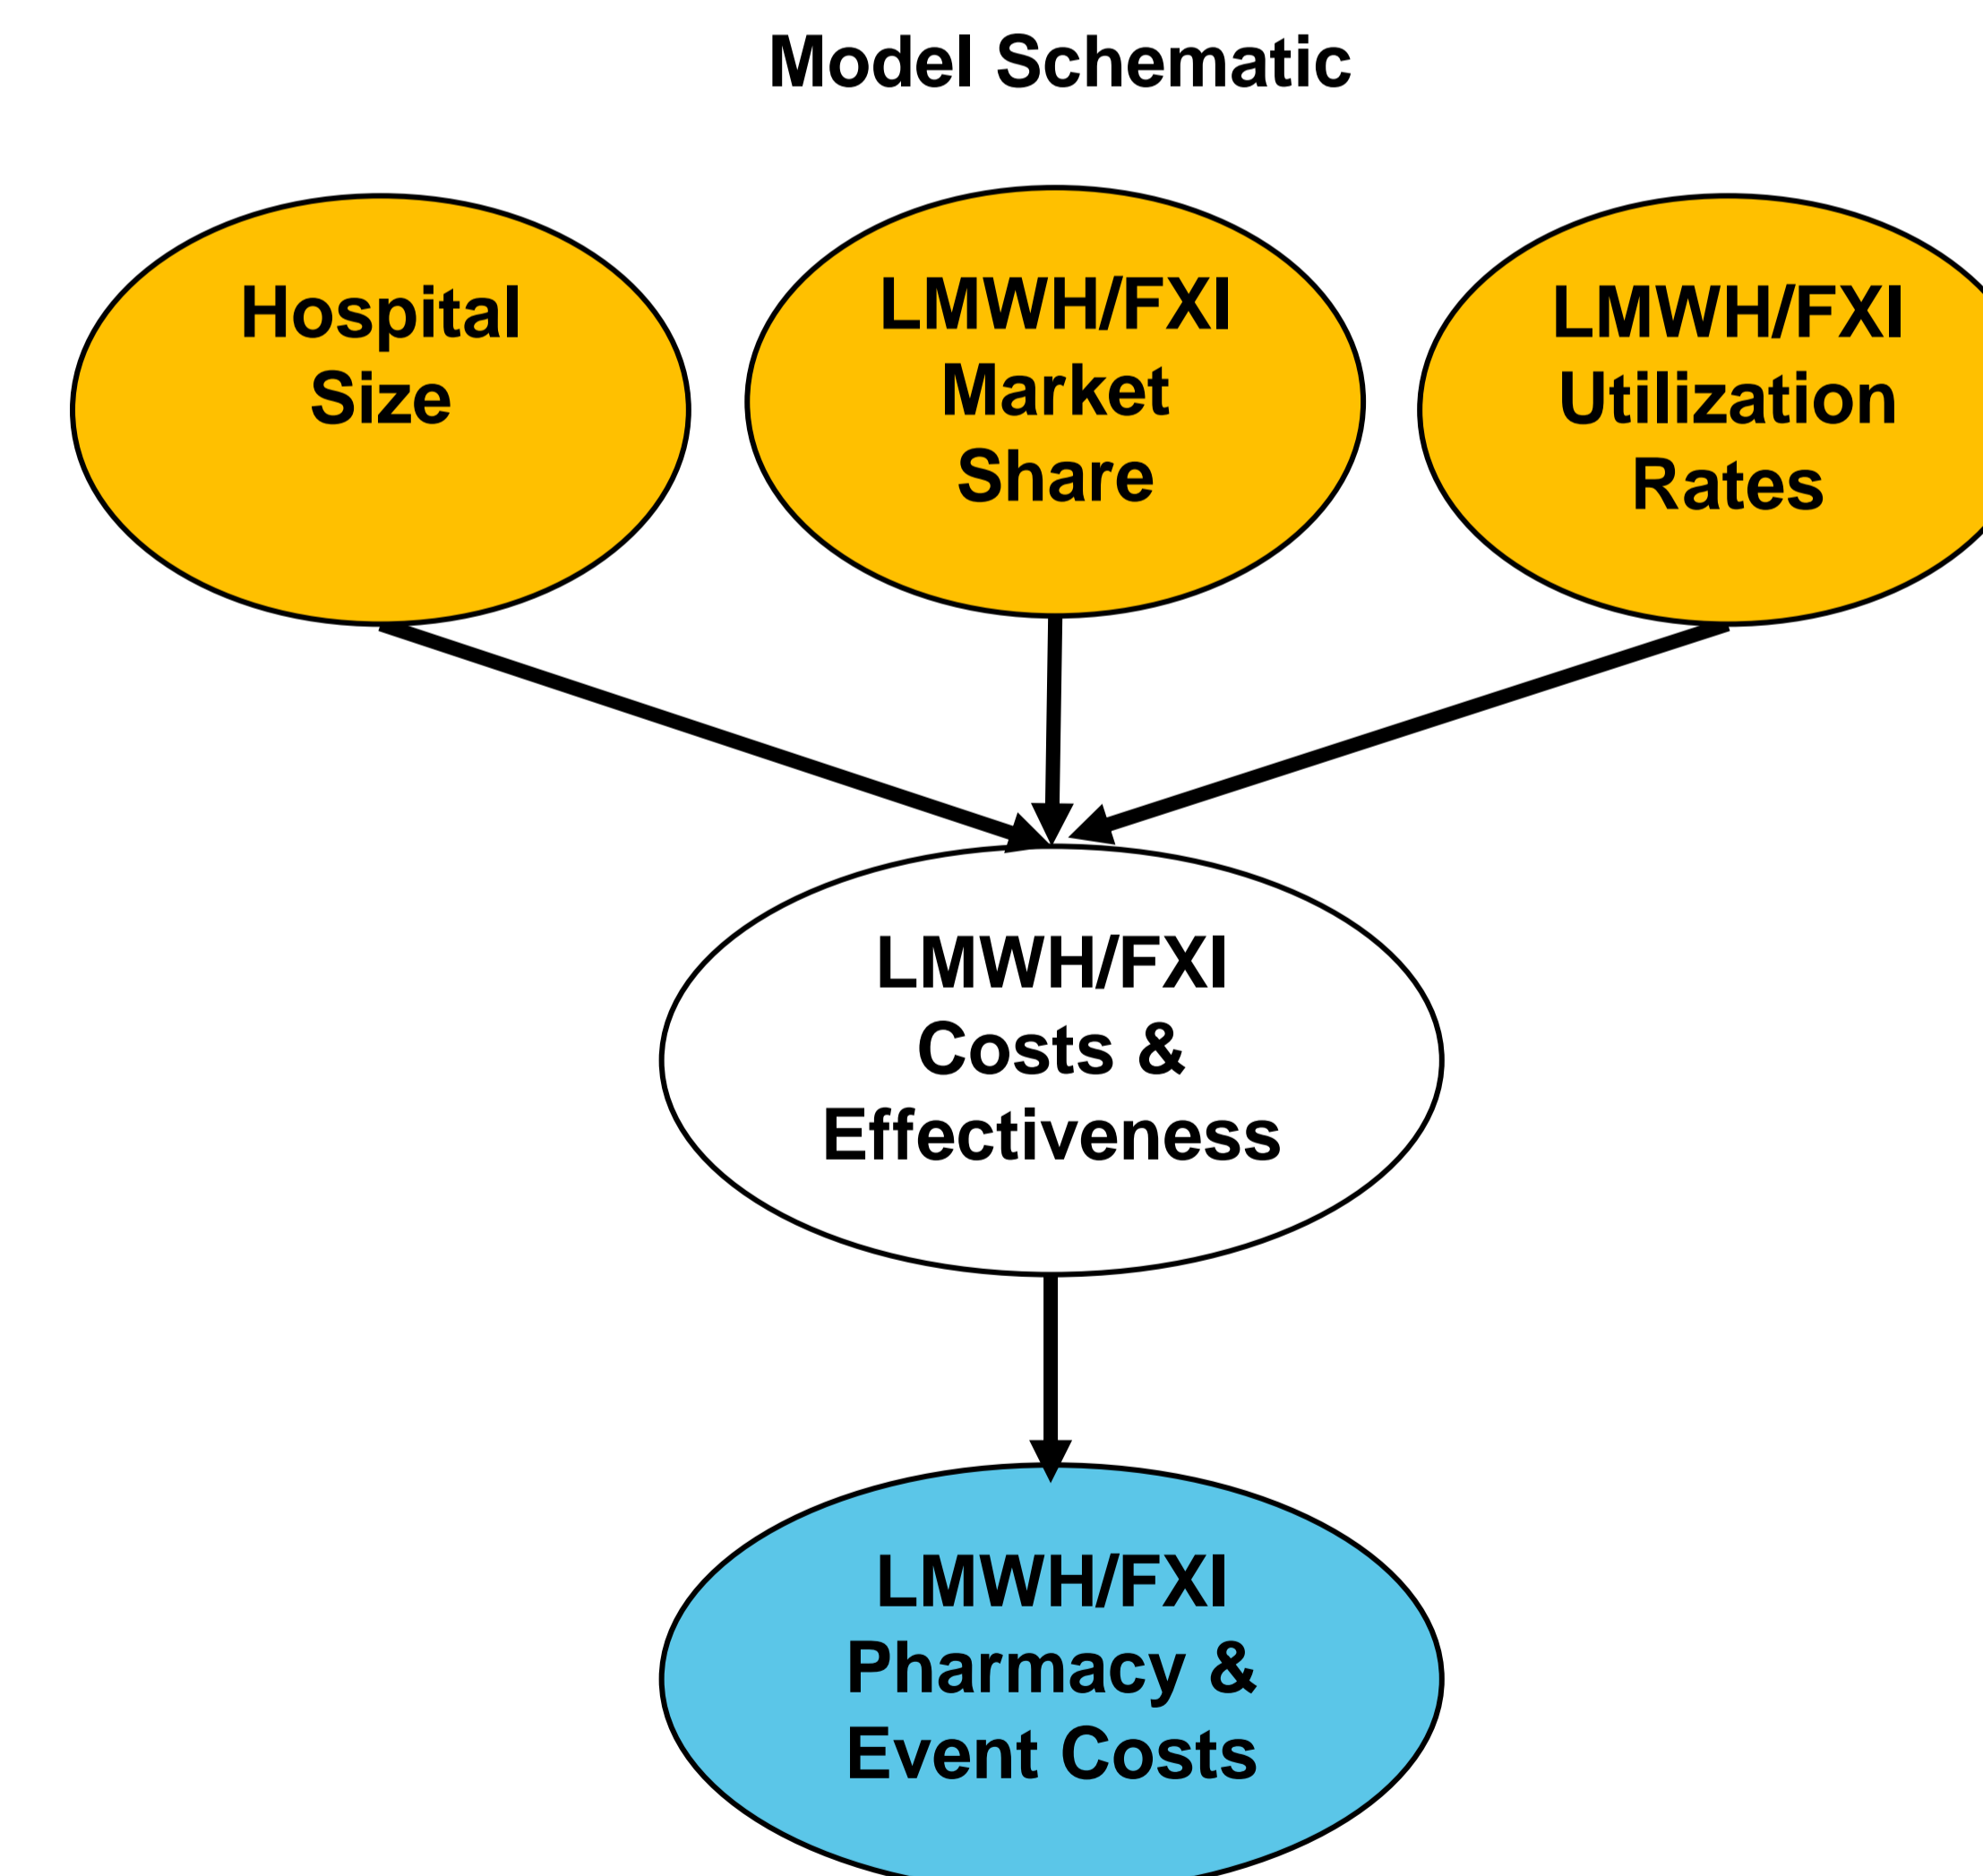 Model Schematic
Hospital
Size
LMWH/FXI
Market
Share
LMWH/FXI
Utilization
Rates
LMWH/FXI
Costs &
Effectiveness
LMWH/FXI
Pharmacy &
Event Costs